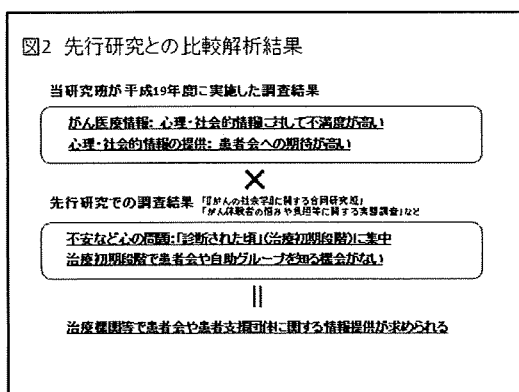 図2 先行研究との比較解析結果
当研究班が平成19年度に実施した調査結果
がん医療情報: 心理・社会的情報に対して不満度が高い
心理・社会的情報の提供: 患者会への期待が高い
×
先行研究での調査結果 「『がんの社会学』に関する合同研究班」
「がん体験者の悩みや負担等に関する実態調査」など
不安など心の問題:「診断された頃」(治療初期段階)に集中
治療初期段階で患者会や自助グループを知る機会がない
||
治療機関等で患者会や患者支援団体に関する情報提供が求められる